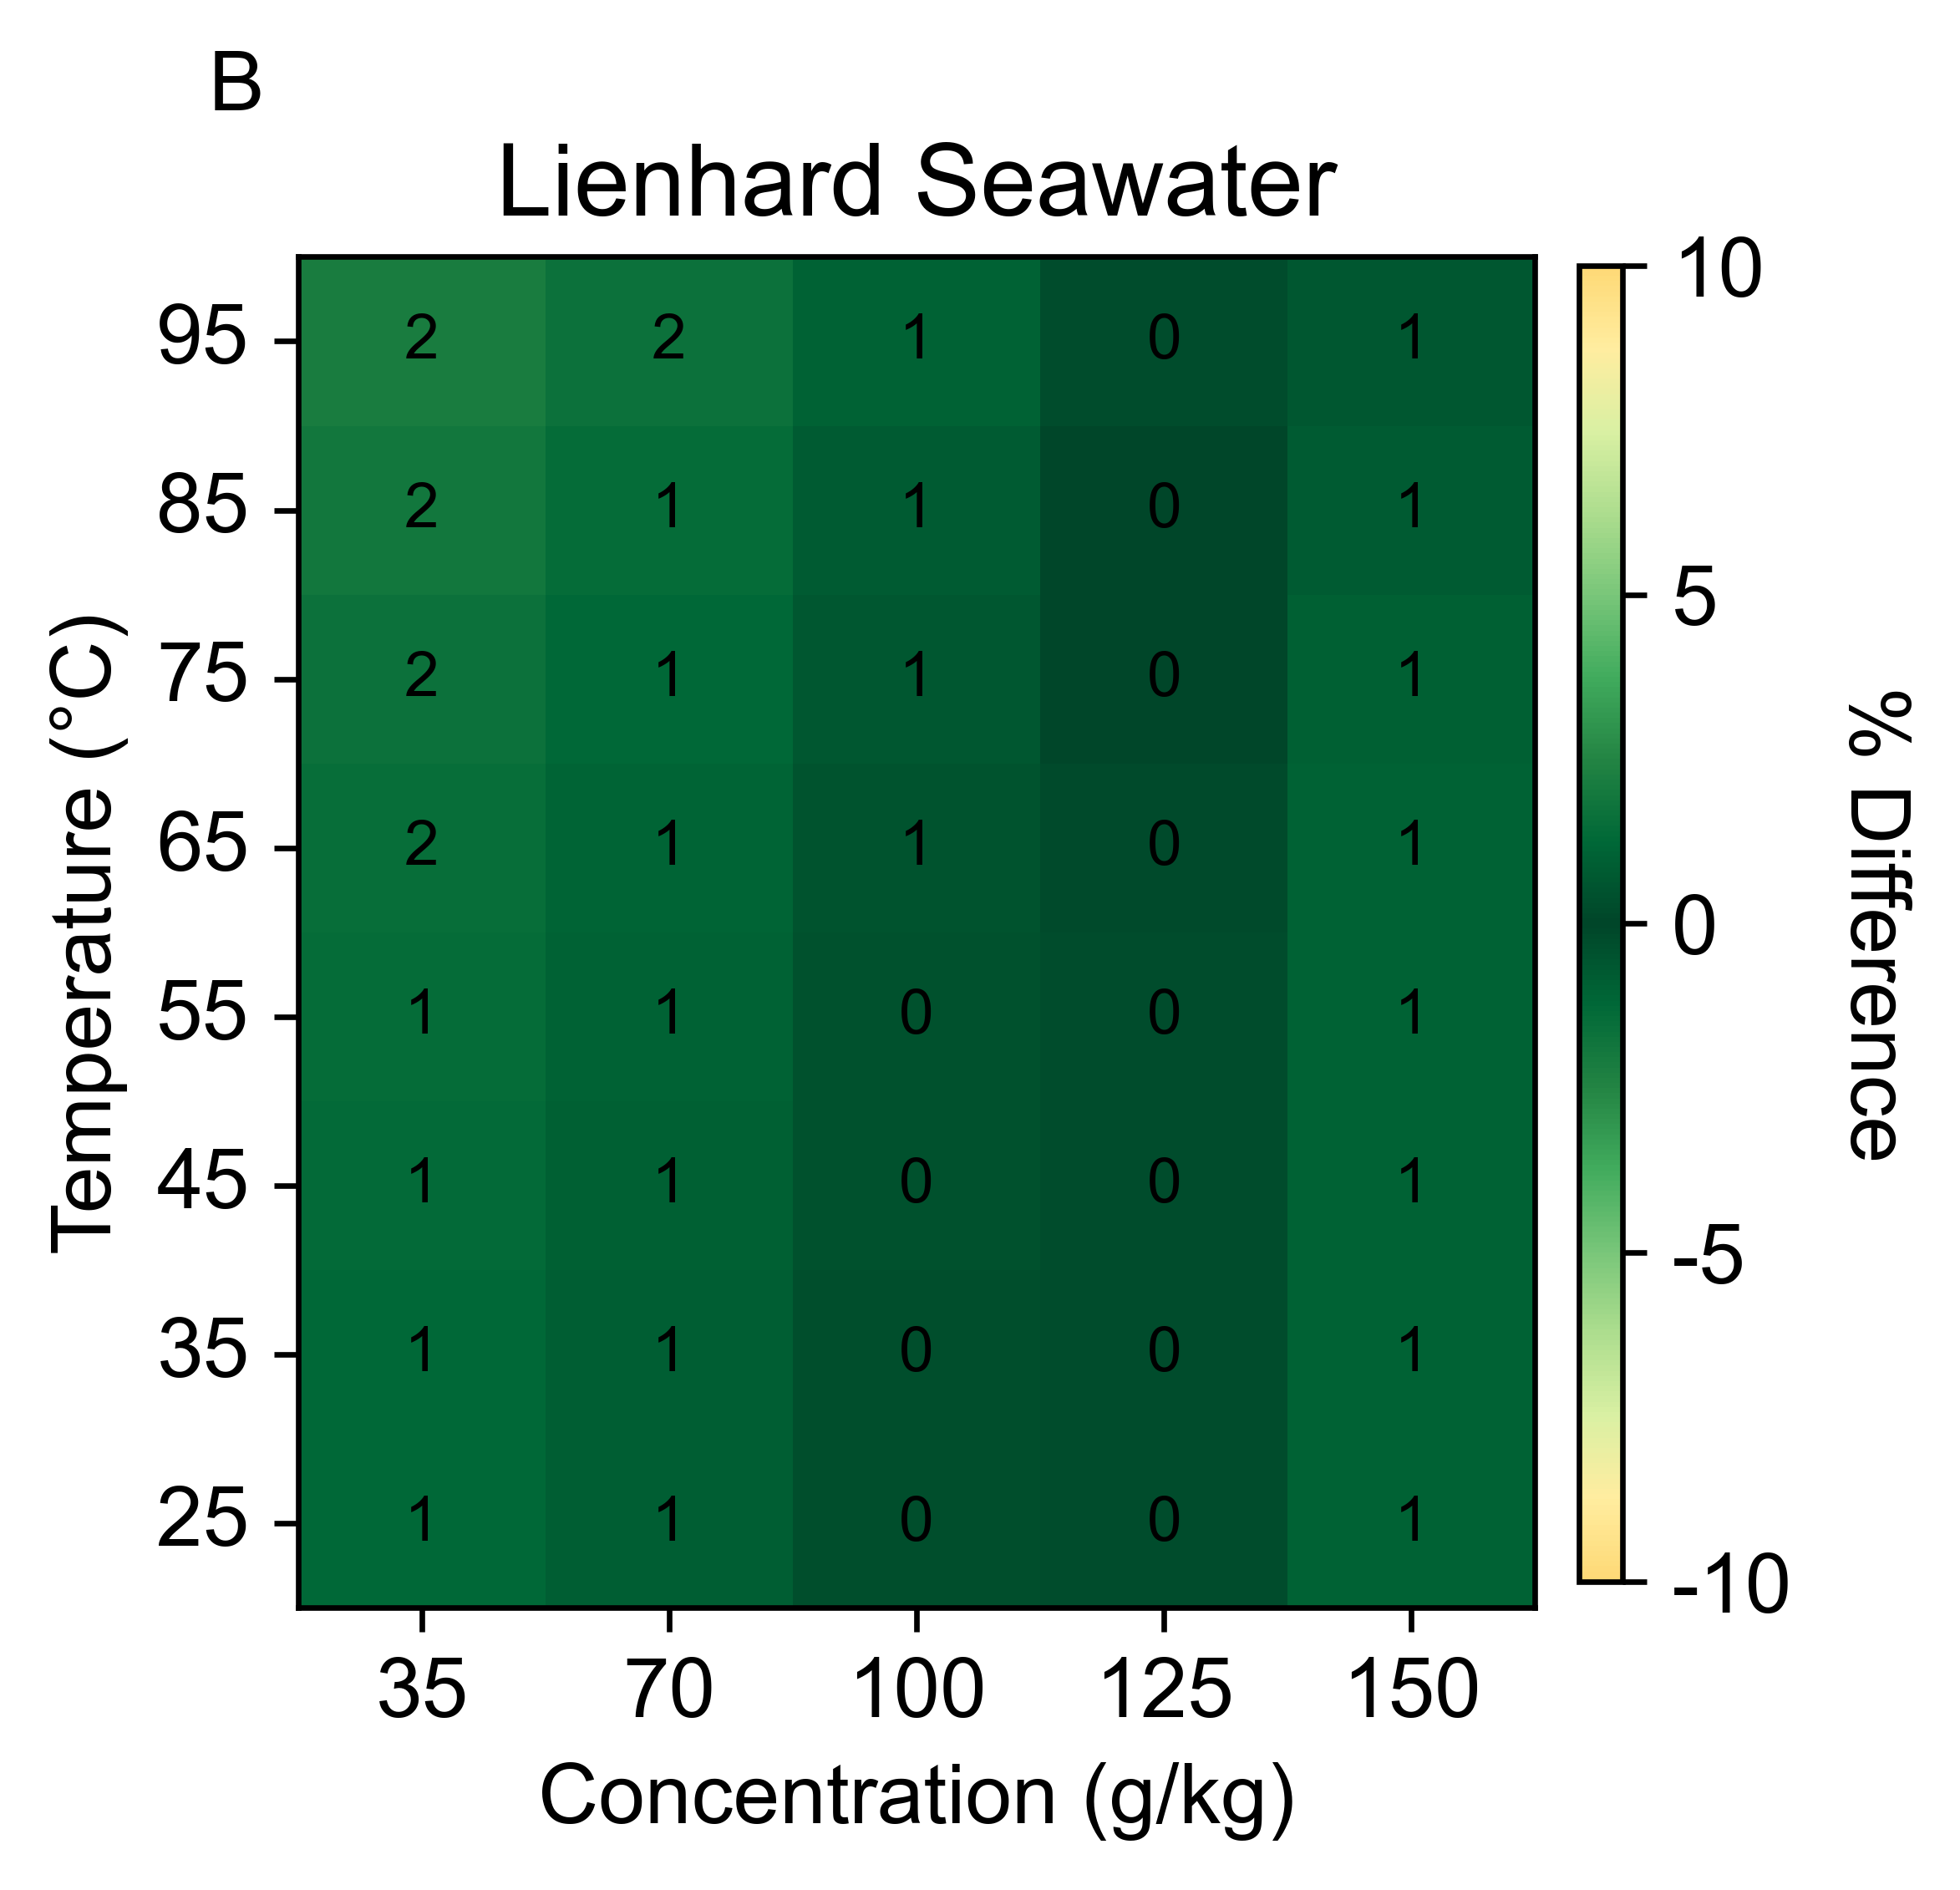 B
Lienhard Seawater
Temperature (°C)
95 2 2 1 0 1
85 2 1 1 0 1
75 2 1 1 0 1
65 2 1 1 0 1
55 1 1 0 0 1
45 1 1 0 0 1
35 1 1 0 0 1
25 1 1 0 0 1
35 70 100 125 150
Concentration (g/kg)
10
5
0
-5
-10
% Difference